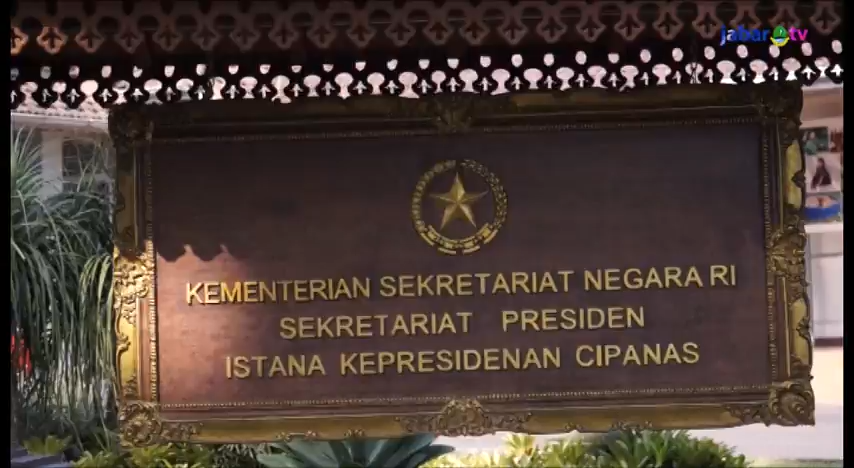 jabar tv
KEMENTERIAN SEKRETARIAT NEGARA RI
SEKRETARIAT PRESIDEN
ISTANA KEPRESIDENAN CIPANAS